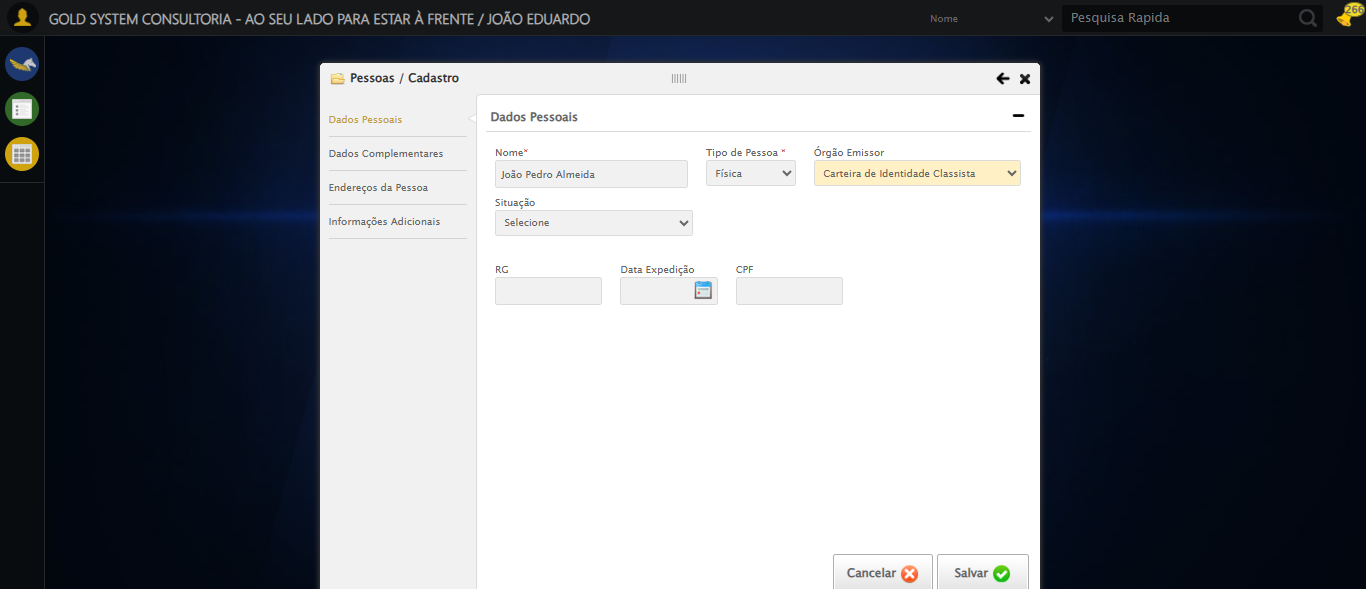 GOLD SYSTEM CONSULTORIA - AO SEU LADO PARA ESTAR À FRENTE / JOÃO EDUARDO
Nome
Pesquisa Rapida
266
Pessoas / Cadastro
Dados Pessoais
Dados Complementares
Endereços da Pessoa
Informações Adicionais
Dados Pessoais
Nome* Tipo de Pessoa * Órgão Emissor
João Pedro Almeida Física Carteira de Identidade Classista
Situação
Selecione
RG Data Expedição CPF
Cancelar Salvar